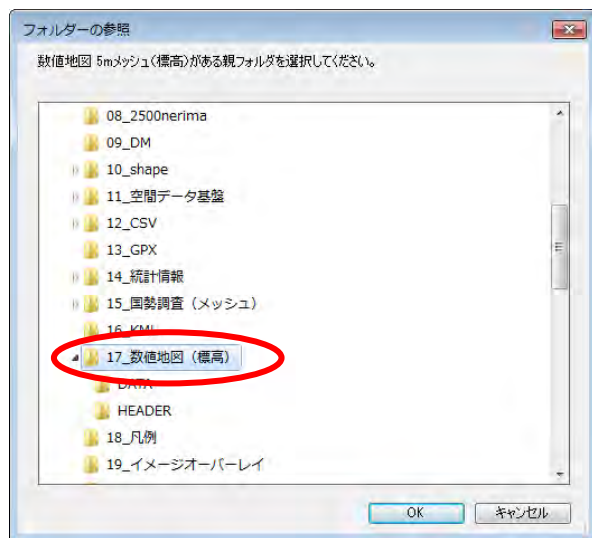 フォルダーの参照
数値地図 5mメッシュ(標高)がある親フォルダを選択してください。
08_2500nerima
09_DM
10_shape
11_空間データ基盤
12_CSV
13_GPX
14_統計情報
15_国勢調査（メッシュ）
16_KML
17_数値地図（標高）
DATA
HEADER
18_凡例
19_イメージオーバーレイ
OK キャンセル